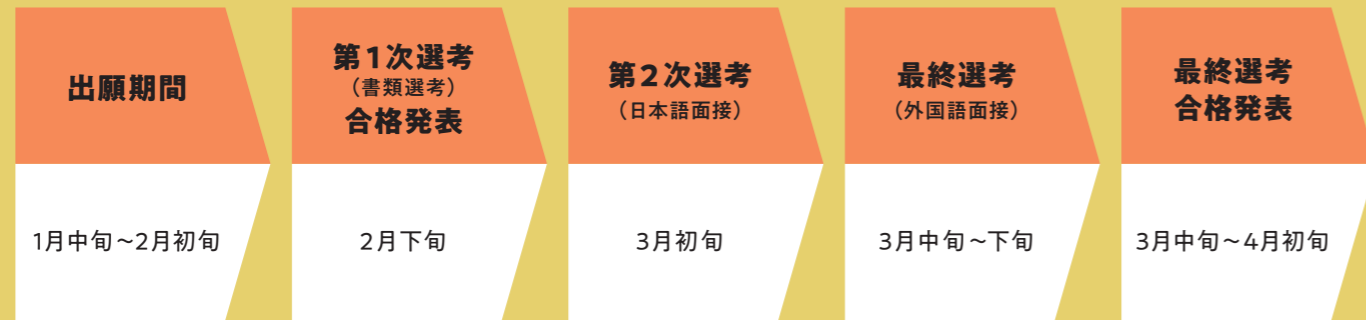 出願期間
第1次選考
（書類選考）
合格発表
第2次選考
（日本語面接）
最終選考
（外国語面接）
最終選考
合格発表
1月中旬~2月初旬
2月下旬
3月初旬
3月中旬~下旬
3月中旬~4月初旬